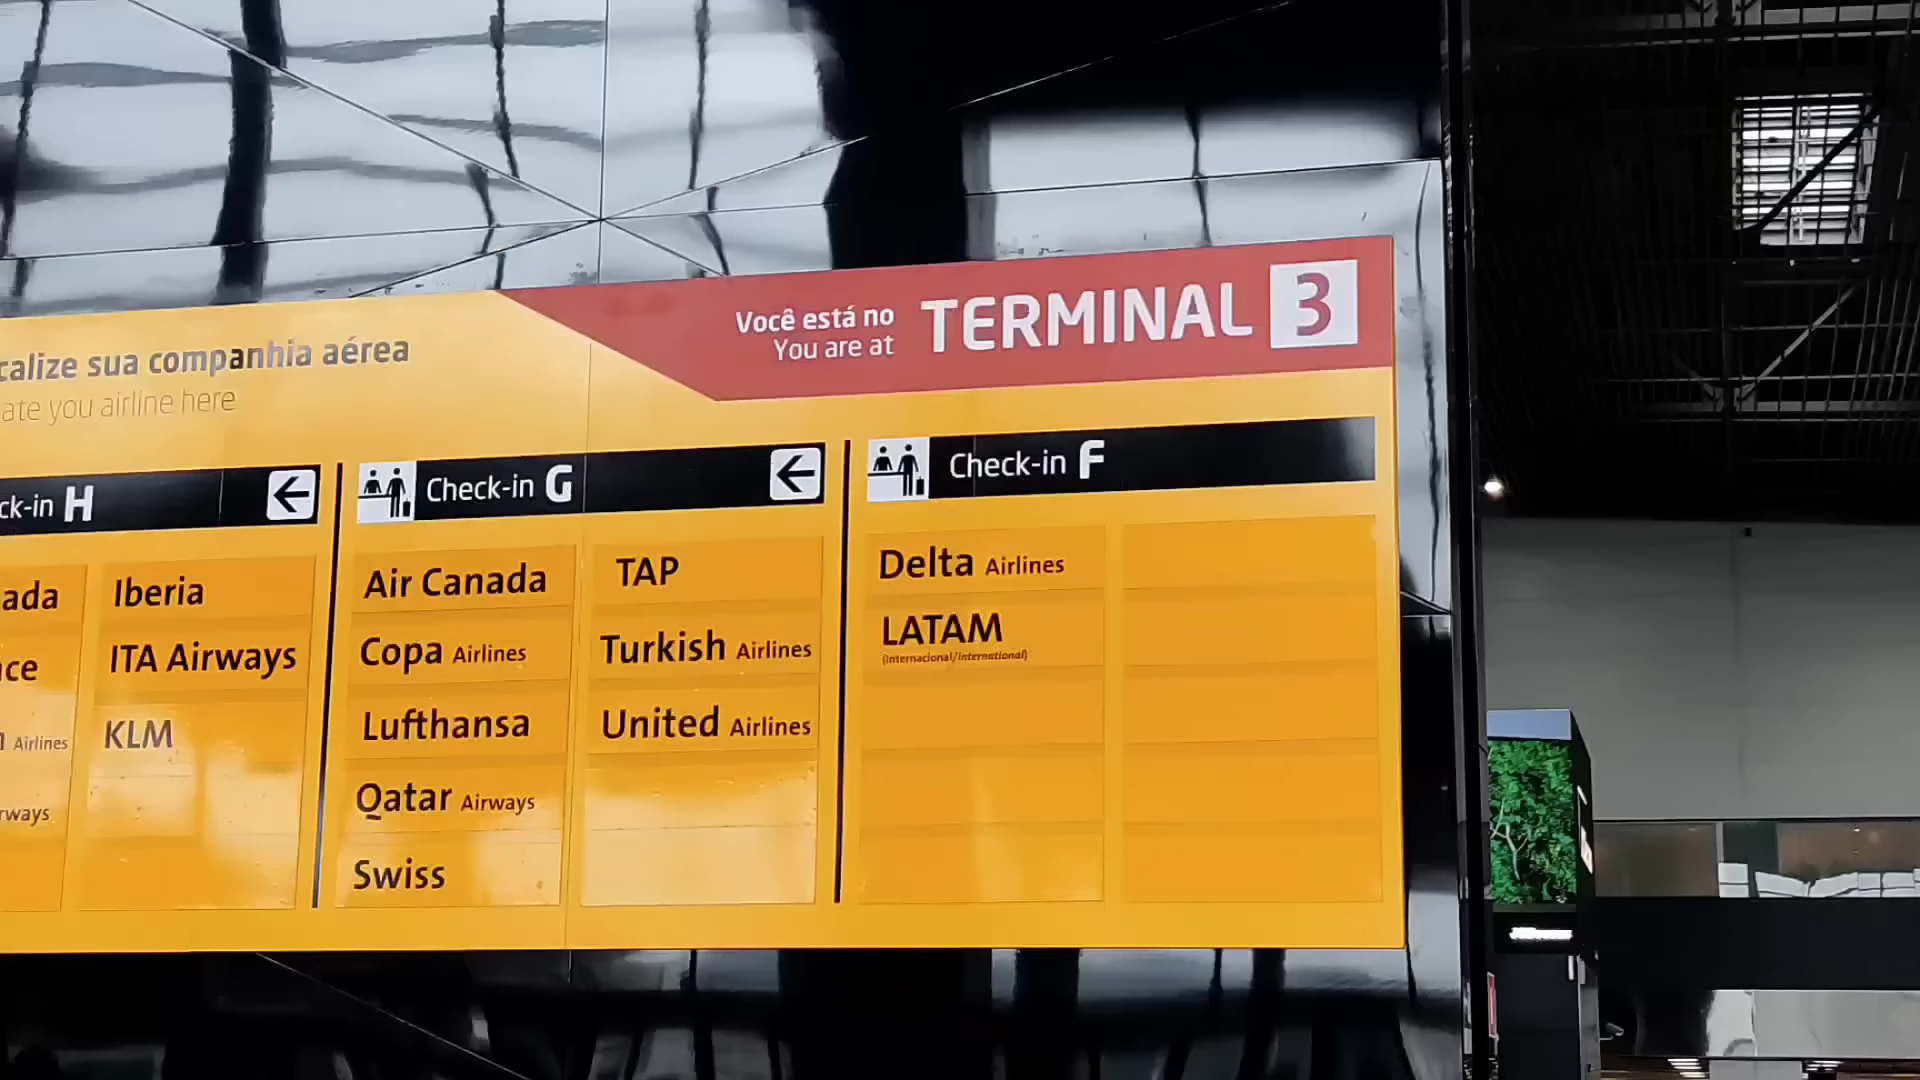 calize sua companhia aérea
ate you airline here
Você está no
You are at
TERMINAL 3
ck-in H
Iberia
ITA Airways
KLM
ada
ce
Airlines
rways
Check-in G
Air Canada
Copa Airlines
Lufthansa
Qatar Airways
Swiss
TAP
Turkish Airlines
United Airlines
Check-in F
Delta Airlines
LATAM
(Internacional/International)